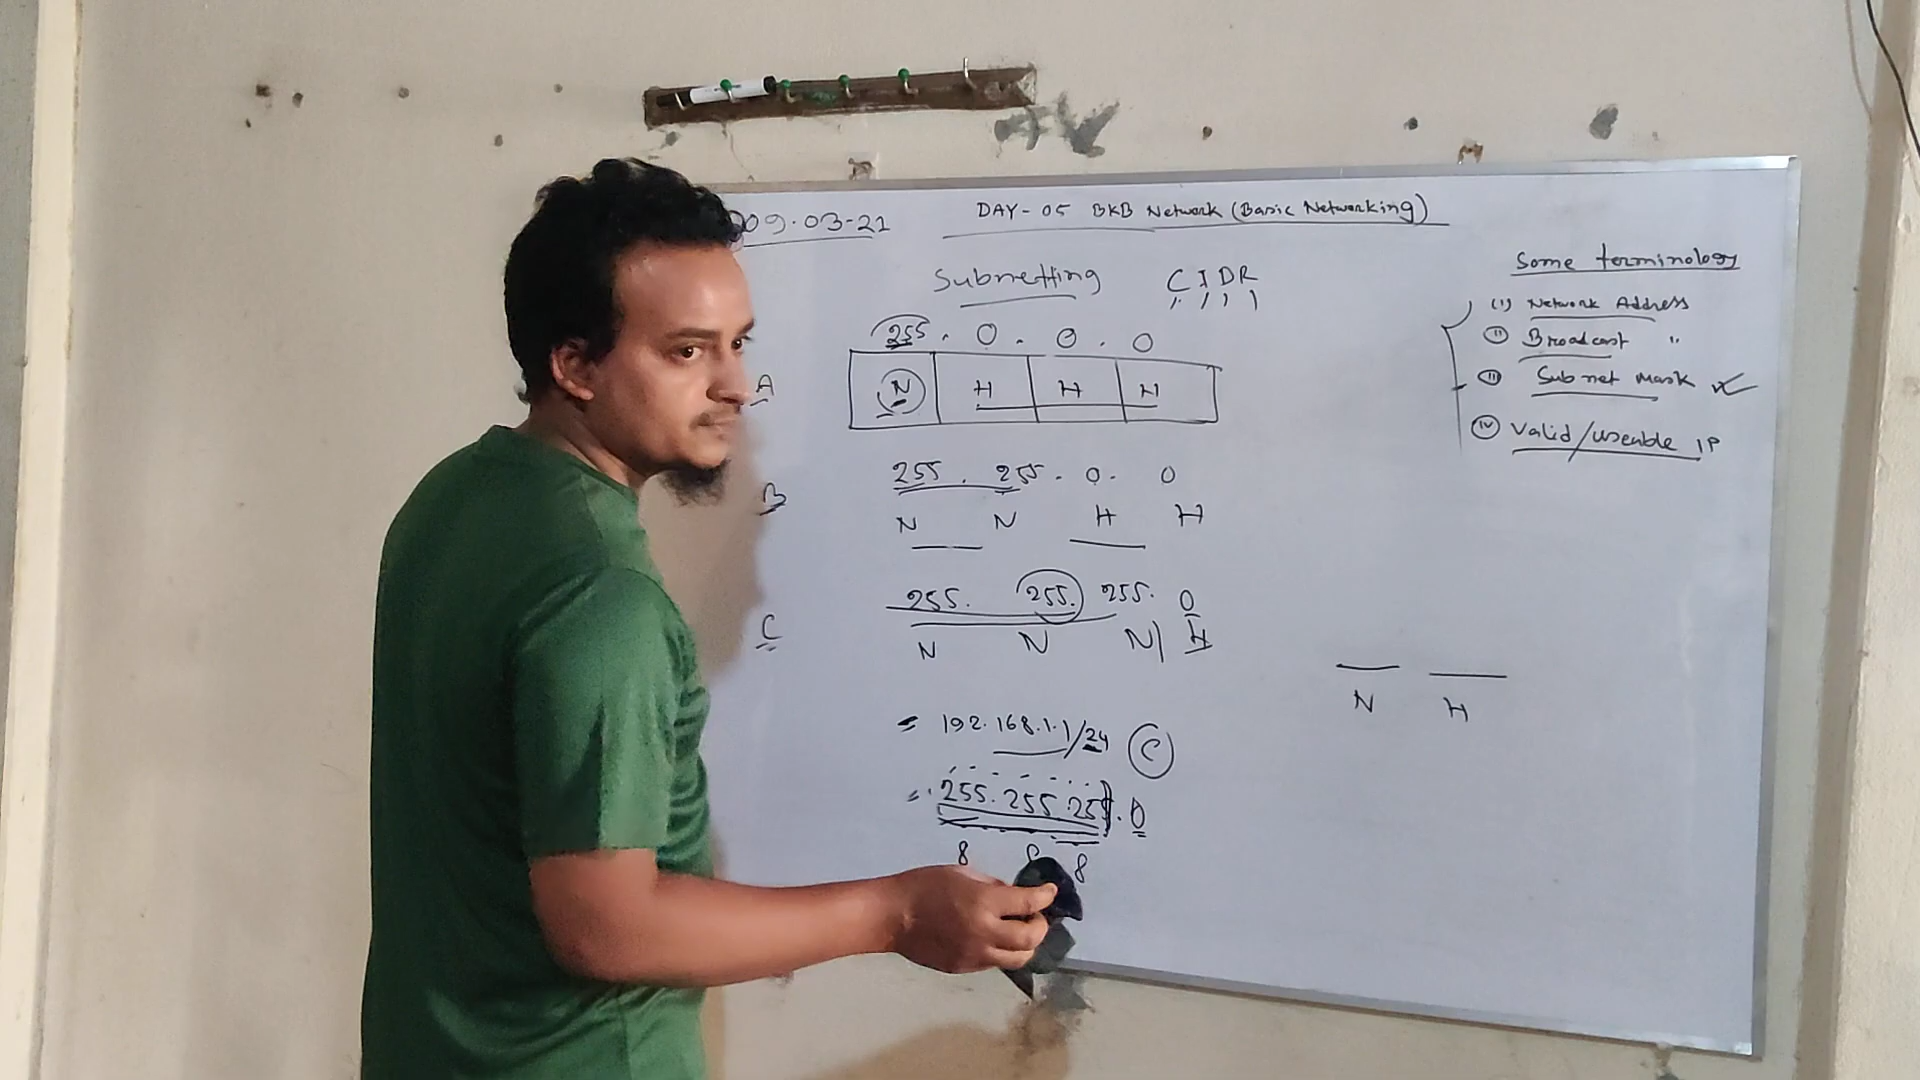 09.03-21
DAY-05 BKB Network (Basic Networking)
Subnetting CIDR
255.0.0.0
A N H H H
255.255.0.0
B N N H H
255.255.255.0
C N N N H
= 192.168.1.1/24 C
= 255.255.255.0
8 8 8
Some terminology
(i) Network Address
(ii) Broadcast "
(iii) Subnet Mask
(iv) Valid/useable IP
N H